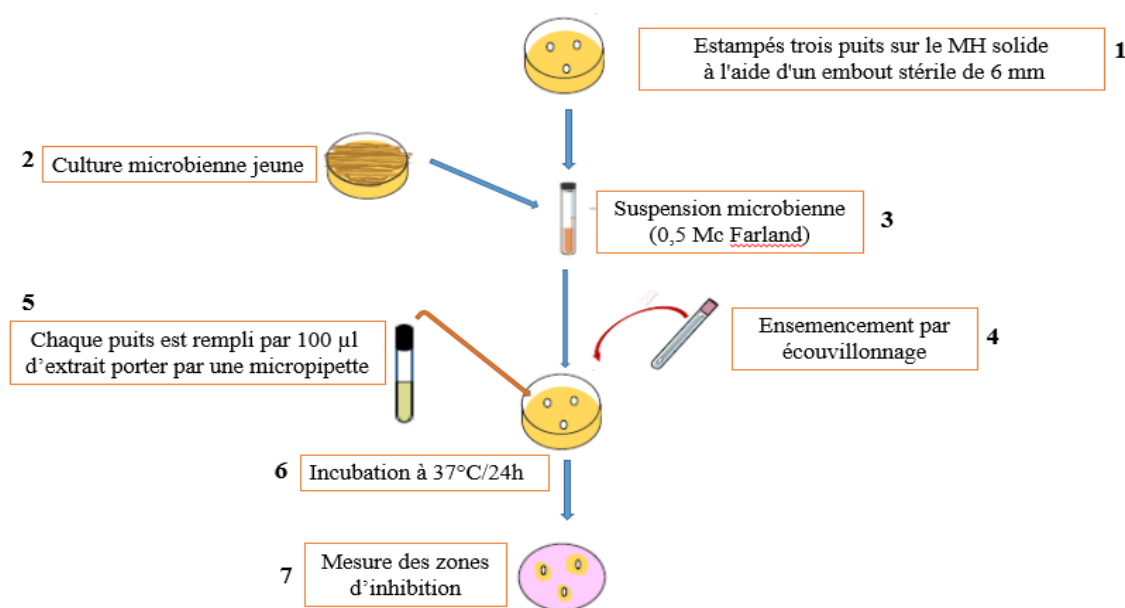 Estampés trois puits sur le MH solide
à l'aide d'un embout stérile de 6 mm
1
2
Culture microbienne jeune
Suspension microbienne
(0,5 Mc Farland)
3
5
Chaque puits est rempli par 100 µl
d’extrait porter par une micropipette
Ensemencement par
écouvillonnage
4
6
Incubation à 37°C/24h
7
Mesure des zones
d’inhibition